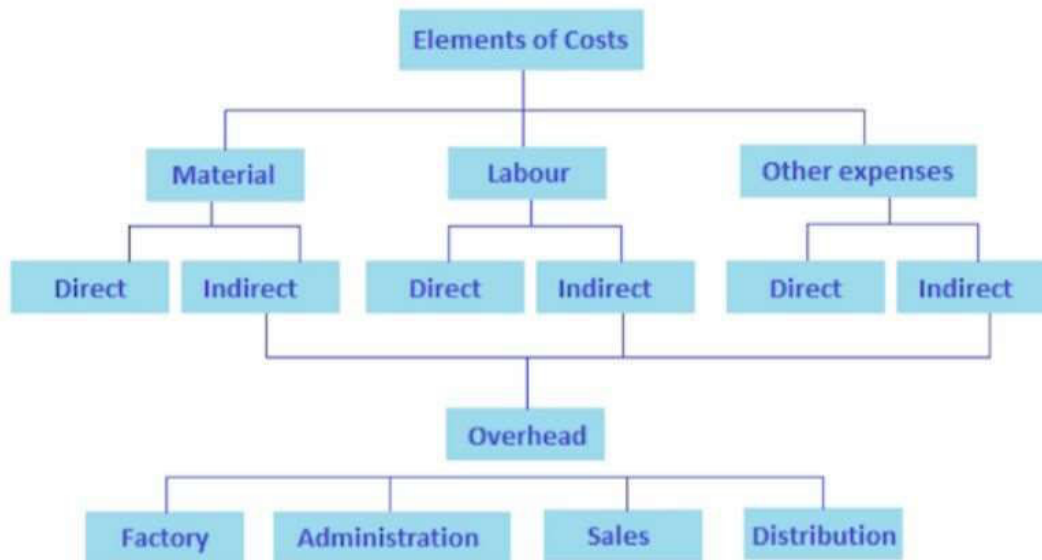 Elements of Costs
Material
Labour
Other expenses
Direct
Indirect
Direct
Indirect
Direct
Indirect
Overhead
Factory
Administration
Sales
Distribution